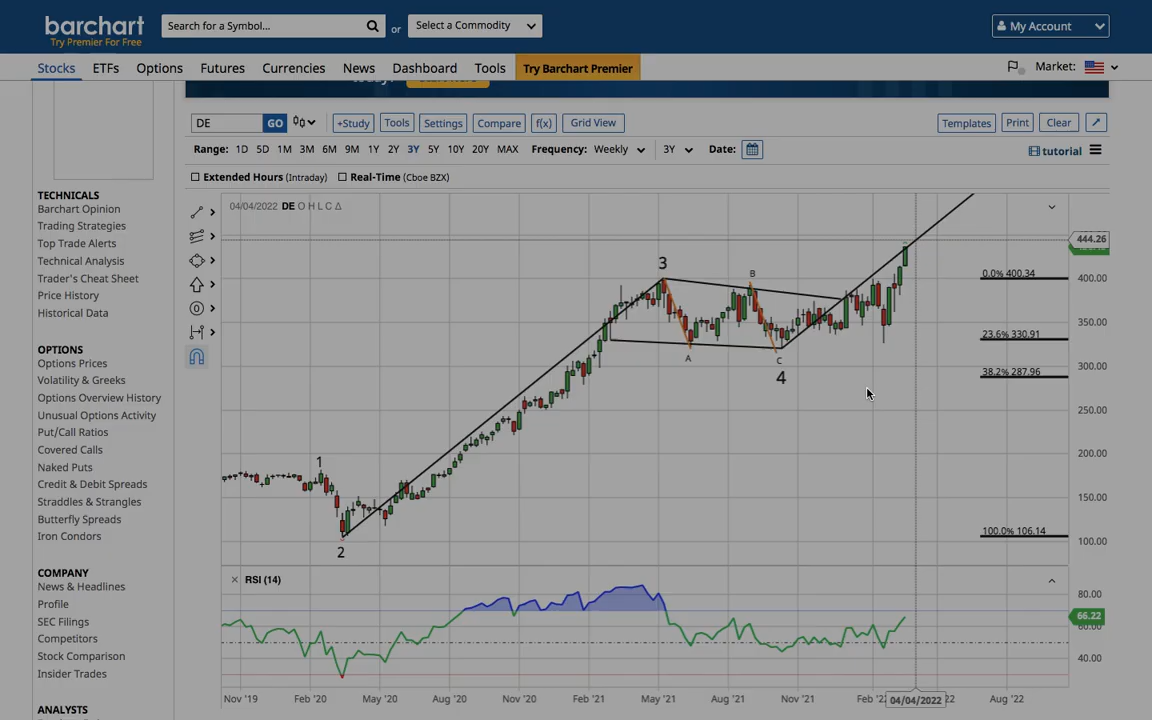 barchart
Try Premier For Free
Search for a Symbol...
or
Select a Commodity
My Account
Stocks ETFs Options Futures Currencies News Dashboard Tools Try Barchart Premier
Market:
DE GO +Study Tools Settings Compare f(x) Grid View Templates Print Clear
Range: 1D 5D 1M 3M 6M 9M 1Y 2Y 3Y 5Y 10Y 20Y MAX Frequency: Weekly 3Y Date: tutorial
Extended Hours (Intraday) Real-Time (Cboe BZX)
TECHNICALS
Barchart Opinion
Trading Strategies
Top Trade Alerts
Technical Analysis
Trader's Cheat Sheet
Price History
Historical Data
OPTIONS
Volatility & Greeks
Options Overview History
Unusual Options Activity
Put/Call Ratios
Covered Calls
Naked Puts
Credit & Debit Spreads
Straddles & Strangles
Butterfly Spreads
Iron Condors
COMPANY
News & Headlines
Profile
SEC Filings
Competitors
Stock Comparison
Insider Trades
ANALYSTS
04/04/2022 DE O H L C Δ
444.26
3
B
0.0% 400.34
400.00
350.00
23.6% 330.91
A
C
300.00
4
38.2% 287.96
250.00
200.00
1
150.00
100.0% 106.14
100.00
2
RSI (14)
80.00
66.22
60.00
40.00
Nov '19 Feb '20 May '20 Aug '20 Nov '20 Feb '21 May '21 Aug '21 Nov '21 04/04/2022 Aug '22